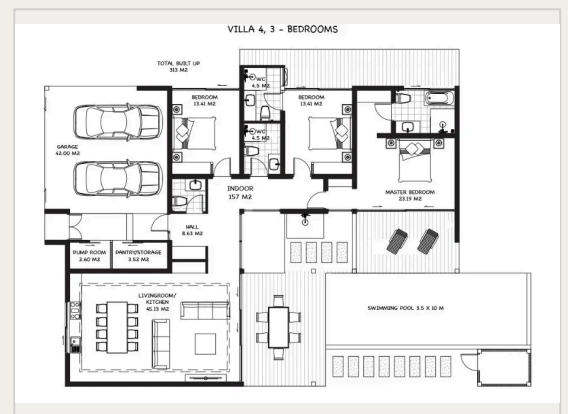 VILLA 4, 3 - BEDROOMS
TOTAL BUILT UP
313 M2
WC
4.5 M2
BEDROOM
13.41 M2
BEDROOM
13.41 M2
WC
4.5 M2
GARAGE
42.00 M2
INDOOR
157 M2
MASTER BEDROOM
23.19 M2
HALL
8.63 M2
PUMP ROOM
2.60 M2
PANTRY/STORAGE
3.52 M2
LIVINGROOM/
KITCHEN
45.13 M2
SWIMMING POOL 3.5 X 10 M